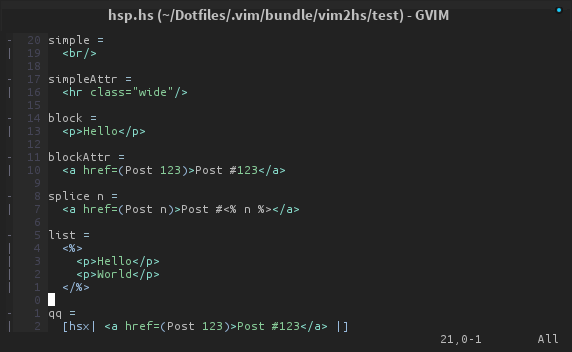 hsp.hs (~/Dotfiles/.vim/bundle/vim2hs/test) - GVIM
- 20 simple =
| 19   <br/>
18
- 17 simpleAttr =
| 16   <hr class="wide"/>
15
- 14 block =
| 13   <p>Hello</p>
12
- 11 blockAttr =
| 10   <a href=(Post 123)>Post #123</a>
9
- 8 splice n =
| 7   <a href=(Post n)>Post #<% n %></a>
6
- 5 list =
| 4   <%>
| 3     <p>Hello</p>
| 2     <p>World</p>
| 1   </%>
0
- 1 qq =
| 2   [hsx| <a href=(Post 123)>Post #123</a> |]
21,0-1 All